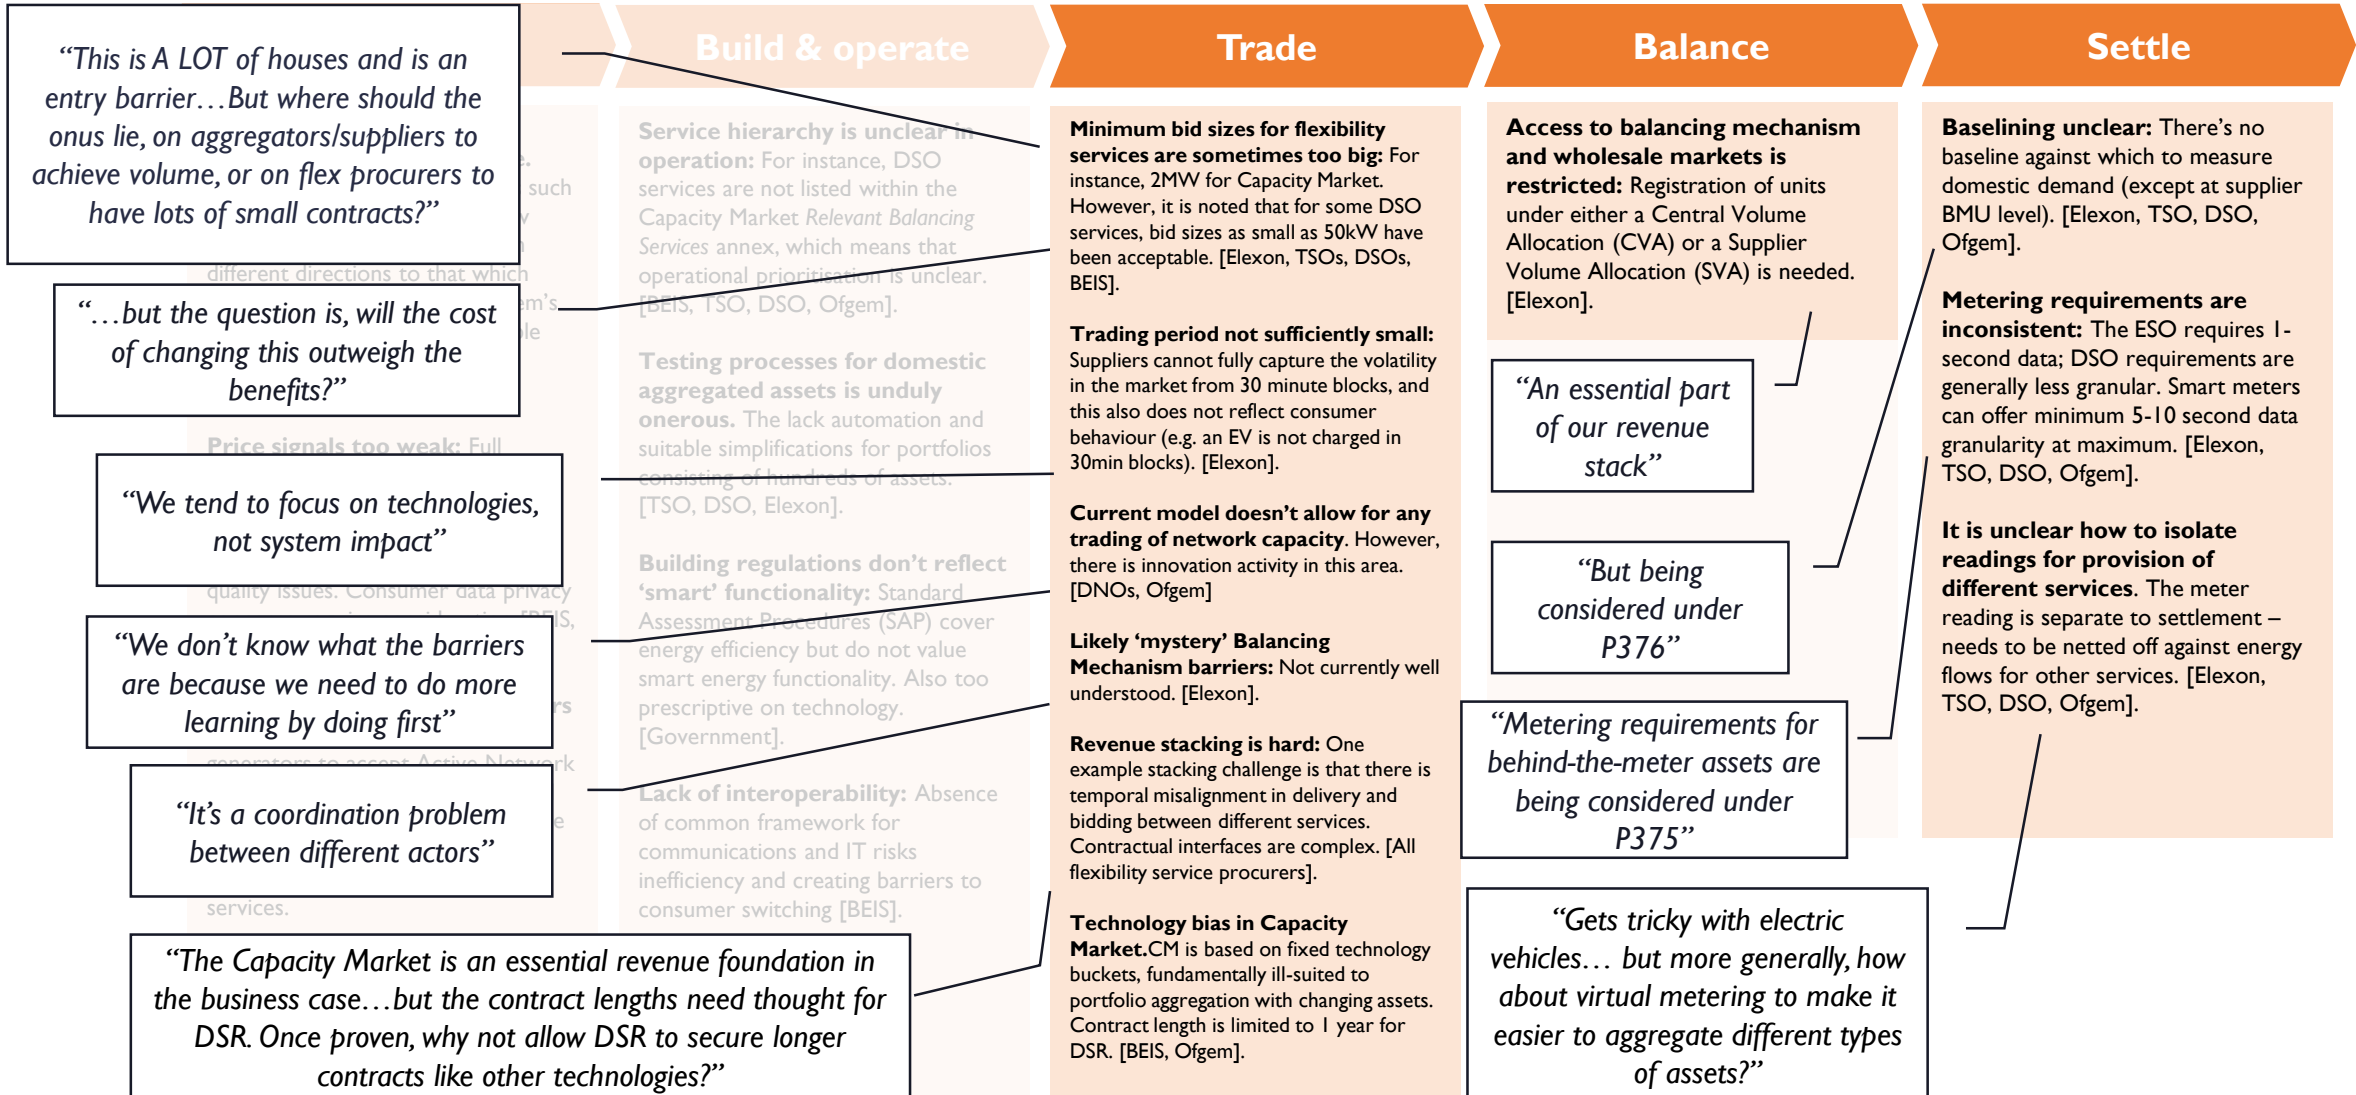 Build & operate
Trade
Balance
Settle
“This is A LOT of houses and is an
entry barrier…But where should the
onus lie, on aggregators/suppliers to
achieve volume, or on flex procurers to
have lots of small contracts?”
such
different directions to that which
“…but the question is, will the cost
of changing this outweigh the
benefits?”
Price signals too weak: Full
“We tend to focus on technologies,
not system impact”
quality issues. Consumer data privacy
“We don’t know what the barriers
are because we need to do more
learning by doing first”
generators to accept Active Network
“It’s a coordination problem
between different actors”
services.
“The Capacity Market is an essential revenue foundation in
the business case…but the contract lengths need thought for
DSR. Once proven, why not allow DSR to secure longer
contracts like other technologies?”
Service hierarchy is unclear in
operation: For instance, DSO
services are not listed within the
Capacity Market Relevant Balancing
Services annex, which means that
operational prioritisation is unclear.
[BEIS, TSO, DSO, Ofgem].
Testing processes for domestic
aggregated assets is unduly
onerous. The lack automation and
suitable simplifications for portfolios
consisting of hundreds of assets.
[TSO, DSO, Elexon].
Building regulations don’t reflect
‘smart’ functionality: Standard
Assessment Procedures (SAP) cover
energy efficiency but do not value
smart energy functionality. Also too
prescriptive on technology.
[Government].
Lack of interoperability: Absence
of common framework for
communications and IT risks
inefficiency and creating barriers to
consumer switching [BEIS].
Minimum bid sizes for flexibility
services are sometimes too big: For
instance, 2MW for Capacity Market.
However, it is noted that for some DSO
services, bid sizes as small as 50kW have
been acceptable. [Elexon, TSOs, DSOs,
BEIS].
Trading period not sufficiently small:
Suppliers cannot fully capture the volatility
in the market from 30 minute blocks, and
this also does not reflect consumer
behaviour (e.g. an EV is not charged in
30min blocks). [Elexon].
Current model doesn’t allow for any
trading of network capacity. However,
there is innovation activity in this area.
[DNOs, Ofgem]
Likely ‘mystery’ Balancing
Mechanism barriers: Not currently well
understood. [Elexon].
Revenue stacking is hard: One
example stacking challenge is that there is
temporal misalignment in delivery and
bidding between different services.
Contractual interfaces are complex. [All
flexibility service procurers].
Technology bias in Capacity
Market.CM is based on fixed technology
buckets, fundamentally ill-suited to
portfolio aggregation with changing assets.
Contract length is limited to 1 year for
DSR. [BEIS, Ofgem].
Access to balancing mechanism
and wholesale markets is
restricted: Registration of units
under either a Central Volume
Allocation (CVA) or a Supplier
Volume Allocation (SVA) is needed.
[Elexon].
“An essential part
of our revenue
stack”
“But being
considered under
P376”
“Metering requirements for
behind-the-meter assets are
being considered under
P375”
“Gets tricky with electric
vehicles… but more generally, how
about virtual metering to make it
easier to aggregate different types
of assets?”
Baselining unclear: There’s no
baseline against which to measure
domestic demand (except at supplier
BMU level). [Elexon, TSO, DSO,
Ofgem].
Metering requirements are
inconsistent: The ESO requires 1-
second data; DSO requirements are
generally less granular. Smart meters
can offer minimum 5-10 second data
granularity at maximum. [Elexon,
TSO, DSO, Ofgem].
It is unclear how to isolate
readings for provision of
different services. The meter
reading is separate to settlement –
needs to be netted off against energy
flows for other services. [Elexon,
TSO, DSO, Ofgem].